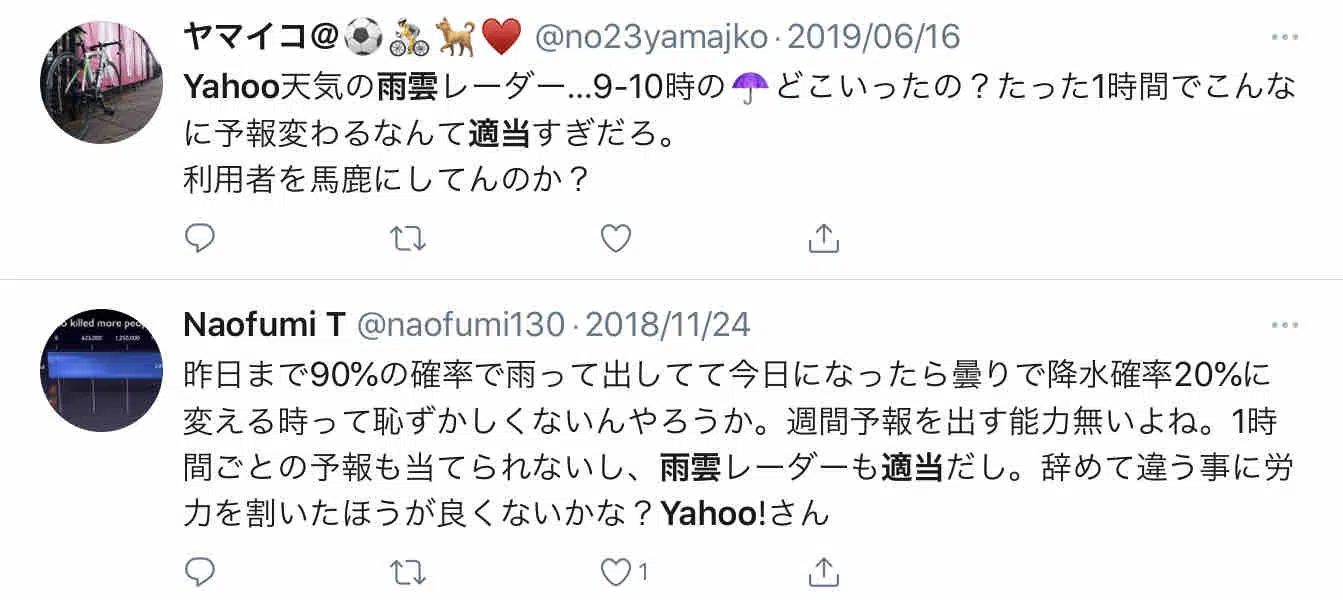 ヤマイコ@⚽🚴🐕❤️ @no23yamajko · 2019/06/16
Yahoo天気の雨雲レーダー...9-10時の☂どこいったの？たった1時間でこんな
に予報変わるなんて適当すぎだろ。
利用者を馬鹿にしてんのか？
Naofumi T @naofumi130 · 2018/11/24
killed more peop
423,000 1,250,000
昨日まで90%の確率で雨って出してて今日になったら曇りで降水確率20%に
変える時って恥ずかしくないんやろうか。週間予報を出す能力無いよね。1時
間ごとの予報も当てられないし、雨雲レーダーも適当だし。辞めて違う事に労
力を割いたほうが良くないかな？Yahoo!さん
1